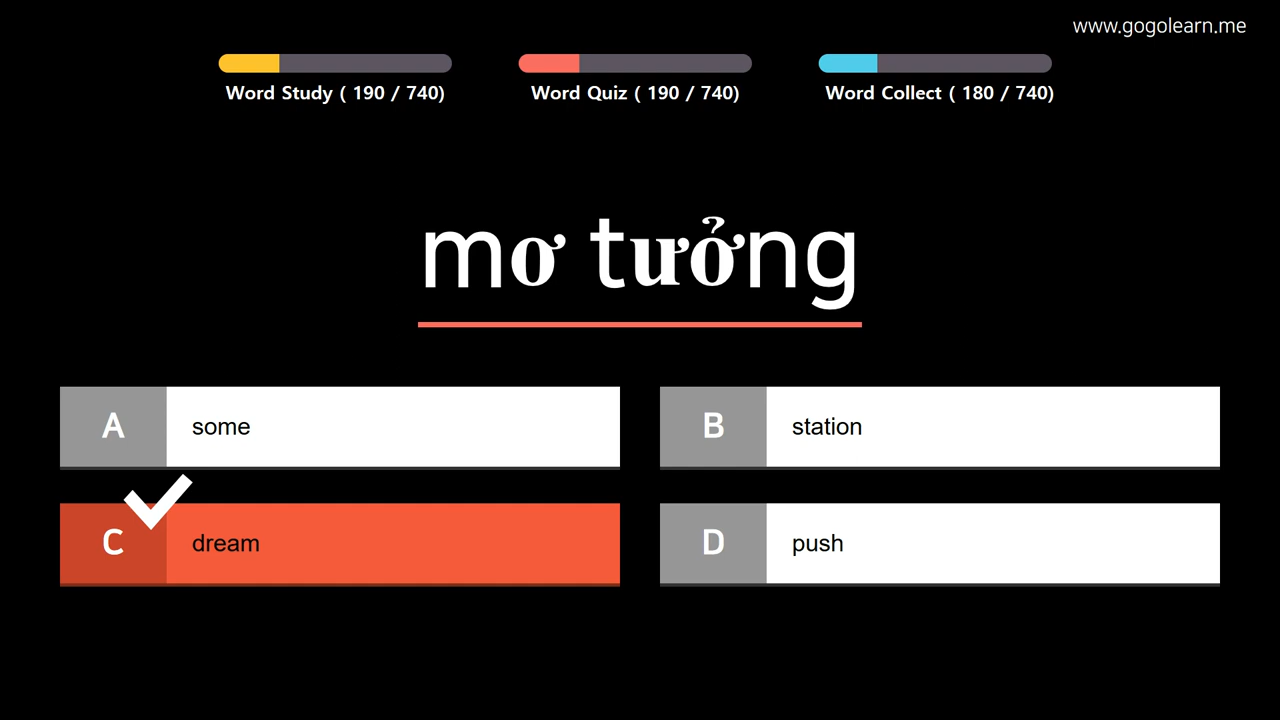 www.gogolearn.me
Word Study ( 190 / 740)
Word Quiz ( 190 / 740)
Word Collect ( 180 / 740)
mơ tưởng
A some
B station
C dream
D push